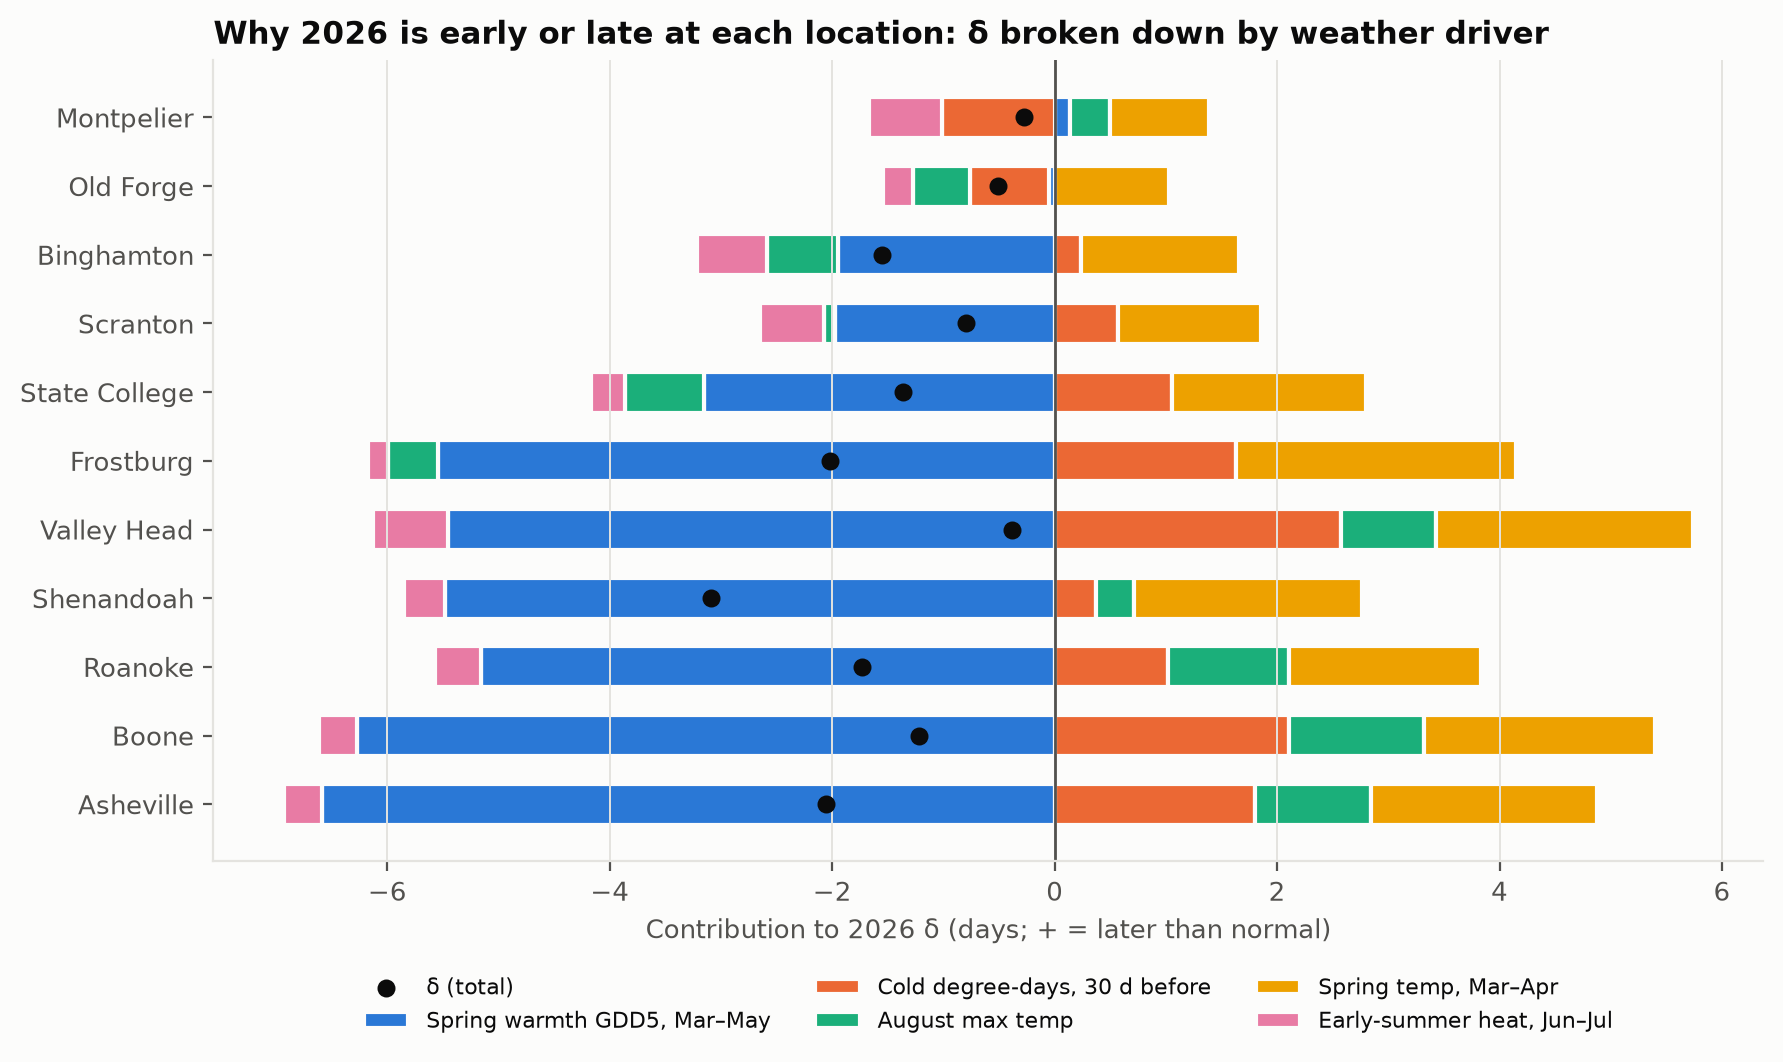 Why 2026 is early or late at each location: δ broken down by weather driver
Montpelier
Old Forge
Binghamton
Scranton
State College
Frostburg
Valley Head
Shenandoah
Roanoke
Boone
Asheville
−6 −4 −2 0 2 4 6
Contribution to 2026 δ (days; + = later than normal)
δ (total) Cold degree-days, 30 d before Spring temp, Mar–Apr
Spring warmth GDD5, Mar–May August max temp Early-summer heat, Jun–Jul